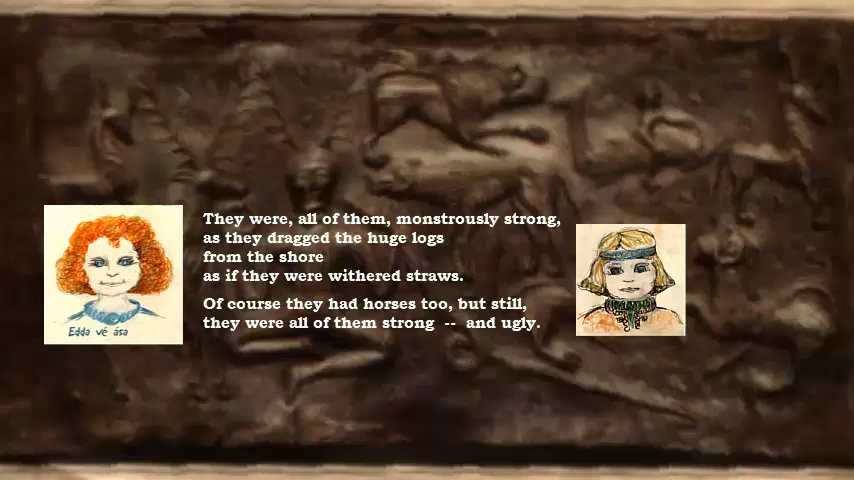 They were, all of them, monstrously strong,
as they dragged the huge logs
from the shore
as if they were withered straws.
Of course they had horses too, but still,
they were all of them strong -- and ugly.
Edda vé ása